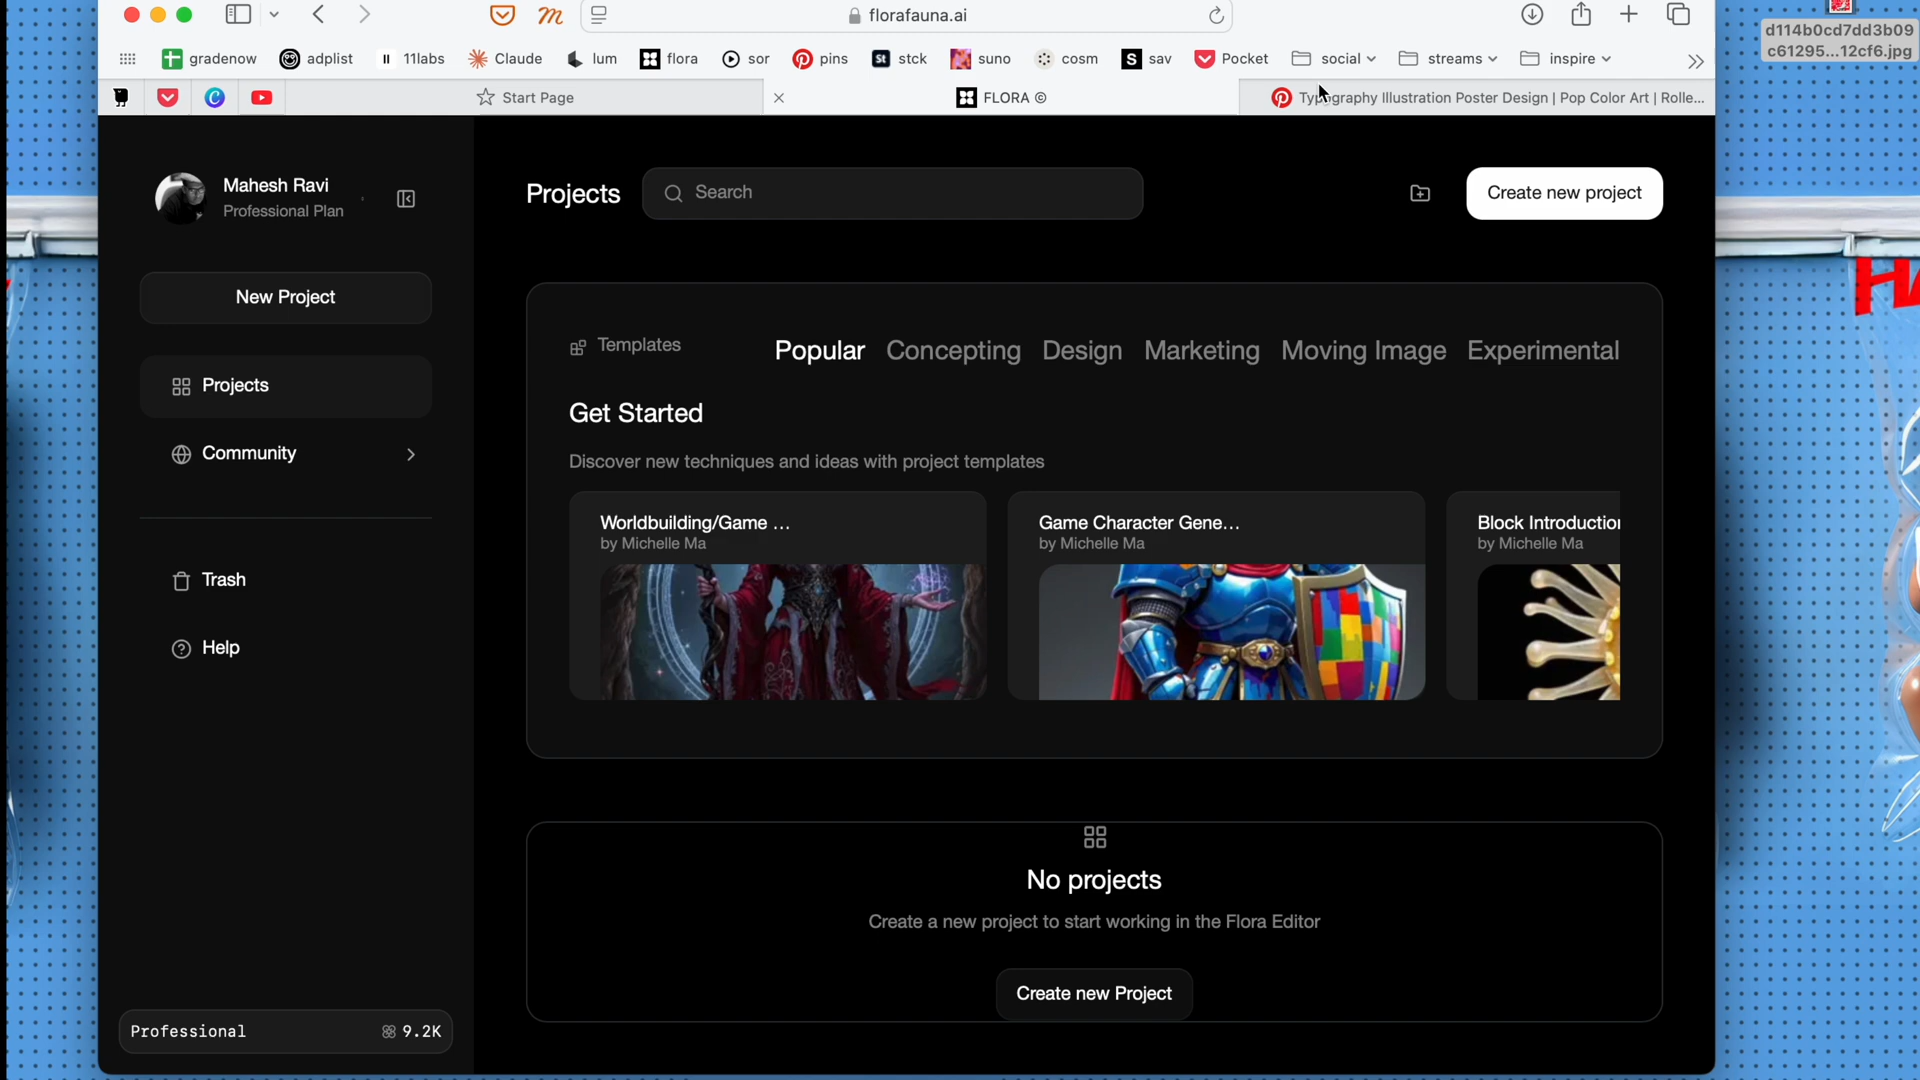 florafauna.ai
d114b0cd7dd3b09
c61295...12cf6.jpg
gradenow
adplist
11labs
Claude
lum
flora
sor
pins
St stck
suno
cosm
S sav
Pocket
social
streams
inspire
Start Page
FLORA ©
Typography Illustration Poster Design | Pop Color Art | Rolle...
Mahesh Ravi
Professional Plan
Projects
Search
Create new project
New Project
Projects
Community
Trash
Help
Templates
Popular
Concepting
Design
Marketing
Moving Image
Experimental
Get Started
Discover new techniques and ideas with project templates
Worldbuilding/Game ...
by Michelle Ma
Game Character Gene...
by Michelle Ma
Block Introduction
by Michelle Ma
No projects
Create a new project to start working in the Flora Editor
Create new Project
Professional
9.2K